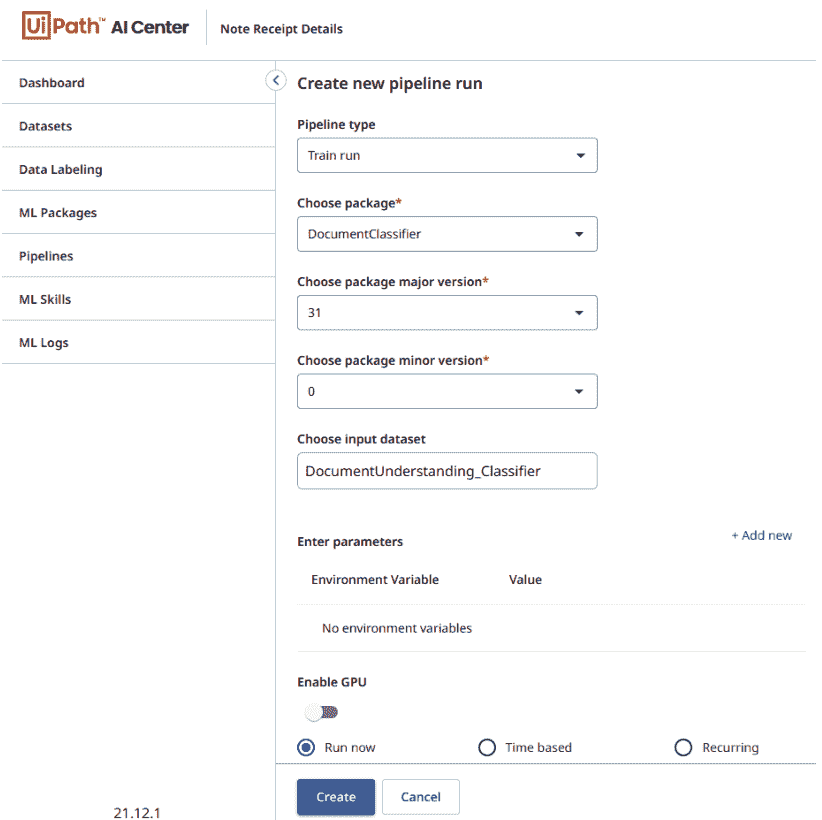 UiPath™ AI Center
Note Receipt Details
Dashboard
Datasets
Data Labeling
ML Packages
Pipelines
ML Skills
ML Logs
21.12.1
Create new pipeline run
Pipeline type
Train run
Choose package*
DocumentClassifier
Choose package major version*
31
Choose package minor version*
0
Choose input dataset
DocumentUnderstanding_Classifier
Enter parameters
+ Add new
Environment Variable Value
No environment variables
Enable GPU
Run now Time based Recurring
Create Cancel